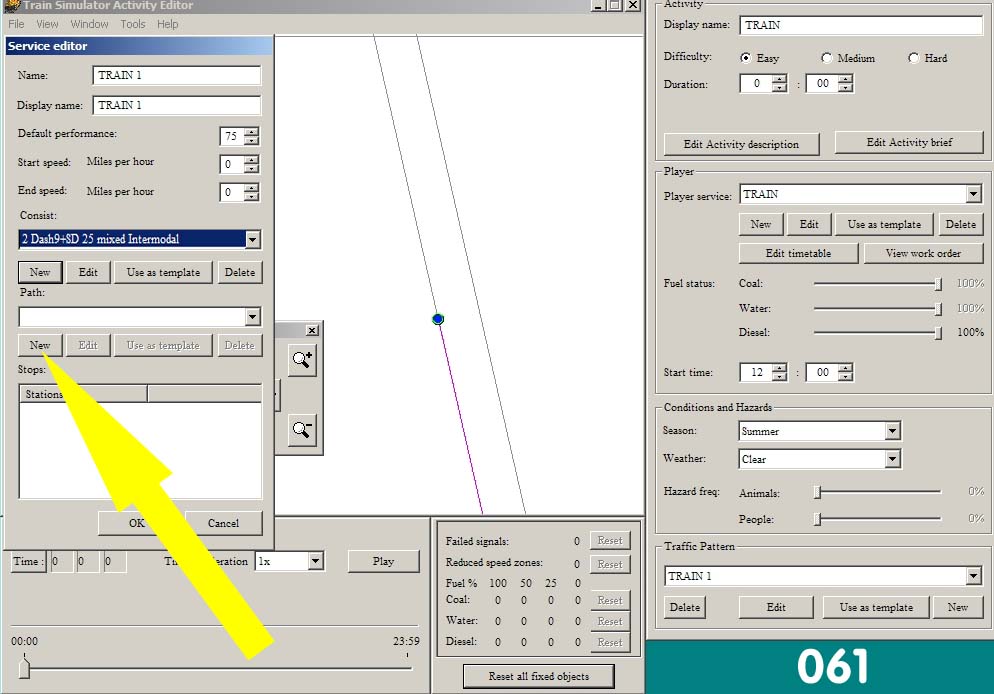 Train Simulator Activity Editor
File View Window Tools Help
Service editor
Name: TRAIN 1
Display name: TRAIN 1
Default performance: 75
Start speed: Miles per hour 0
End speed: Miles per hour 0
Consist:
2 Dash9+SD 25 mixed Intermodal
New Edit Use as template Delete
Path:
New Edit Use as template Delete
Stops:
Stations
OK Cancel
Time : 0 0 0 1x Play
00:00 23:59
Failed signals: 0 Reset
Reduced speed zones: 0 Reset
Fuel % 100 50 25 0
Coal: 0 0 0 0 Reset
Water: 0 0 0 0 Reset
Diesel: 0 0 0 0 Reset
Reset all fixed objects
Activity
Display name: TRAIN
Difficulty: Easy Medium Hard
Duration: 0 : 00
Edit Activity description Edit Activity brief
Player
Player service: TRAIN
New Edit Use as template Delete
Edit timetable View work order
Fuel status: Coal: 100%
Water: 100%
Diesel: 100%
Start time: 12 : 00
Conditions and Hazards
Season: Summer
Weather: Clear
Hazard freq: Animals: 0%
People: 0%
Traffic Pattern
TRAIN 1
Delete Edit Use as template New
061